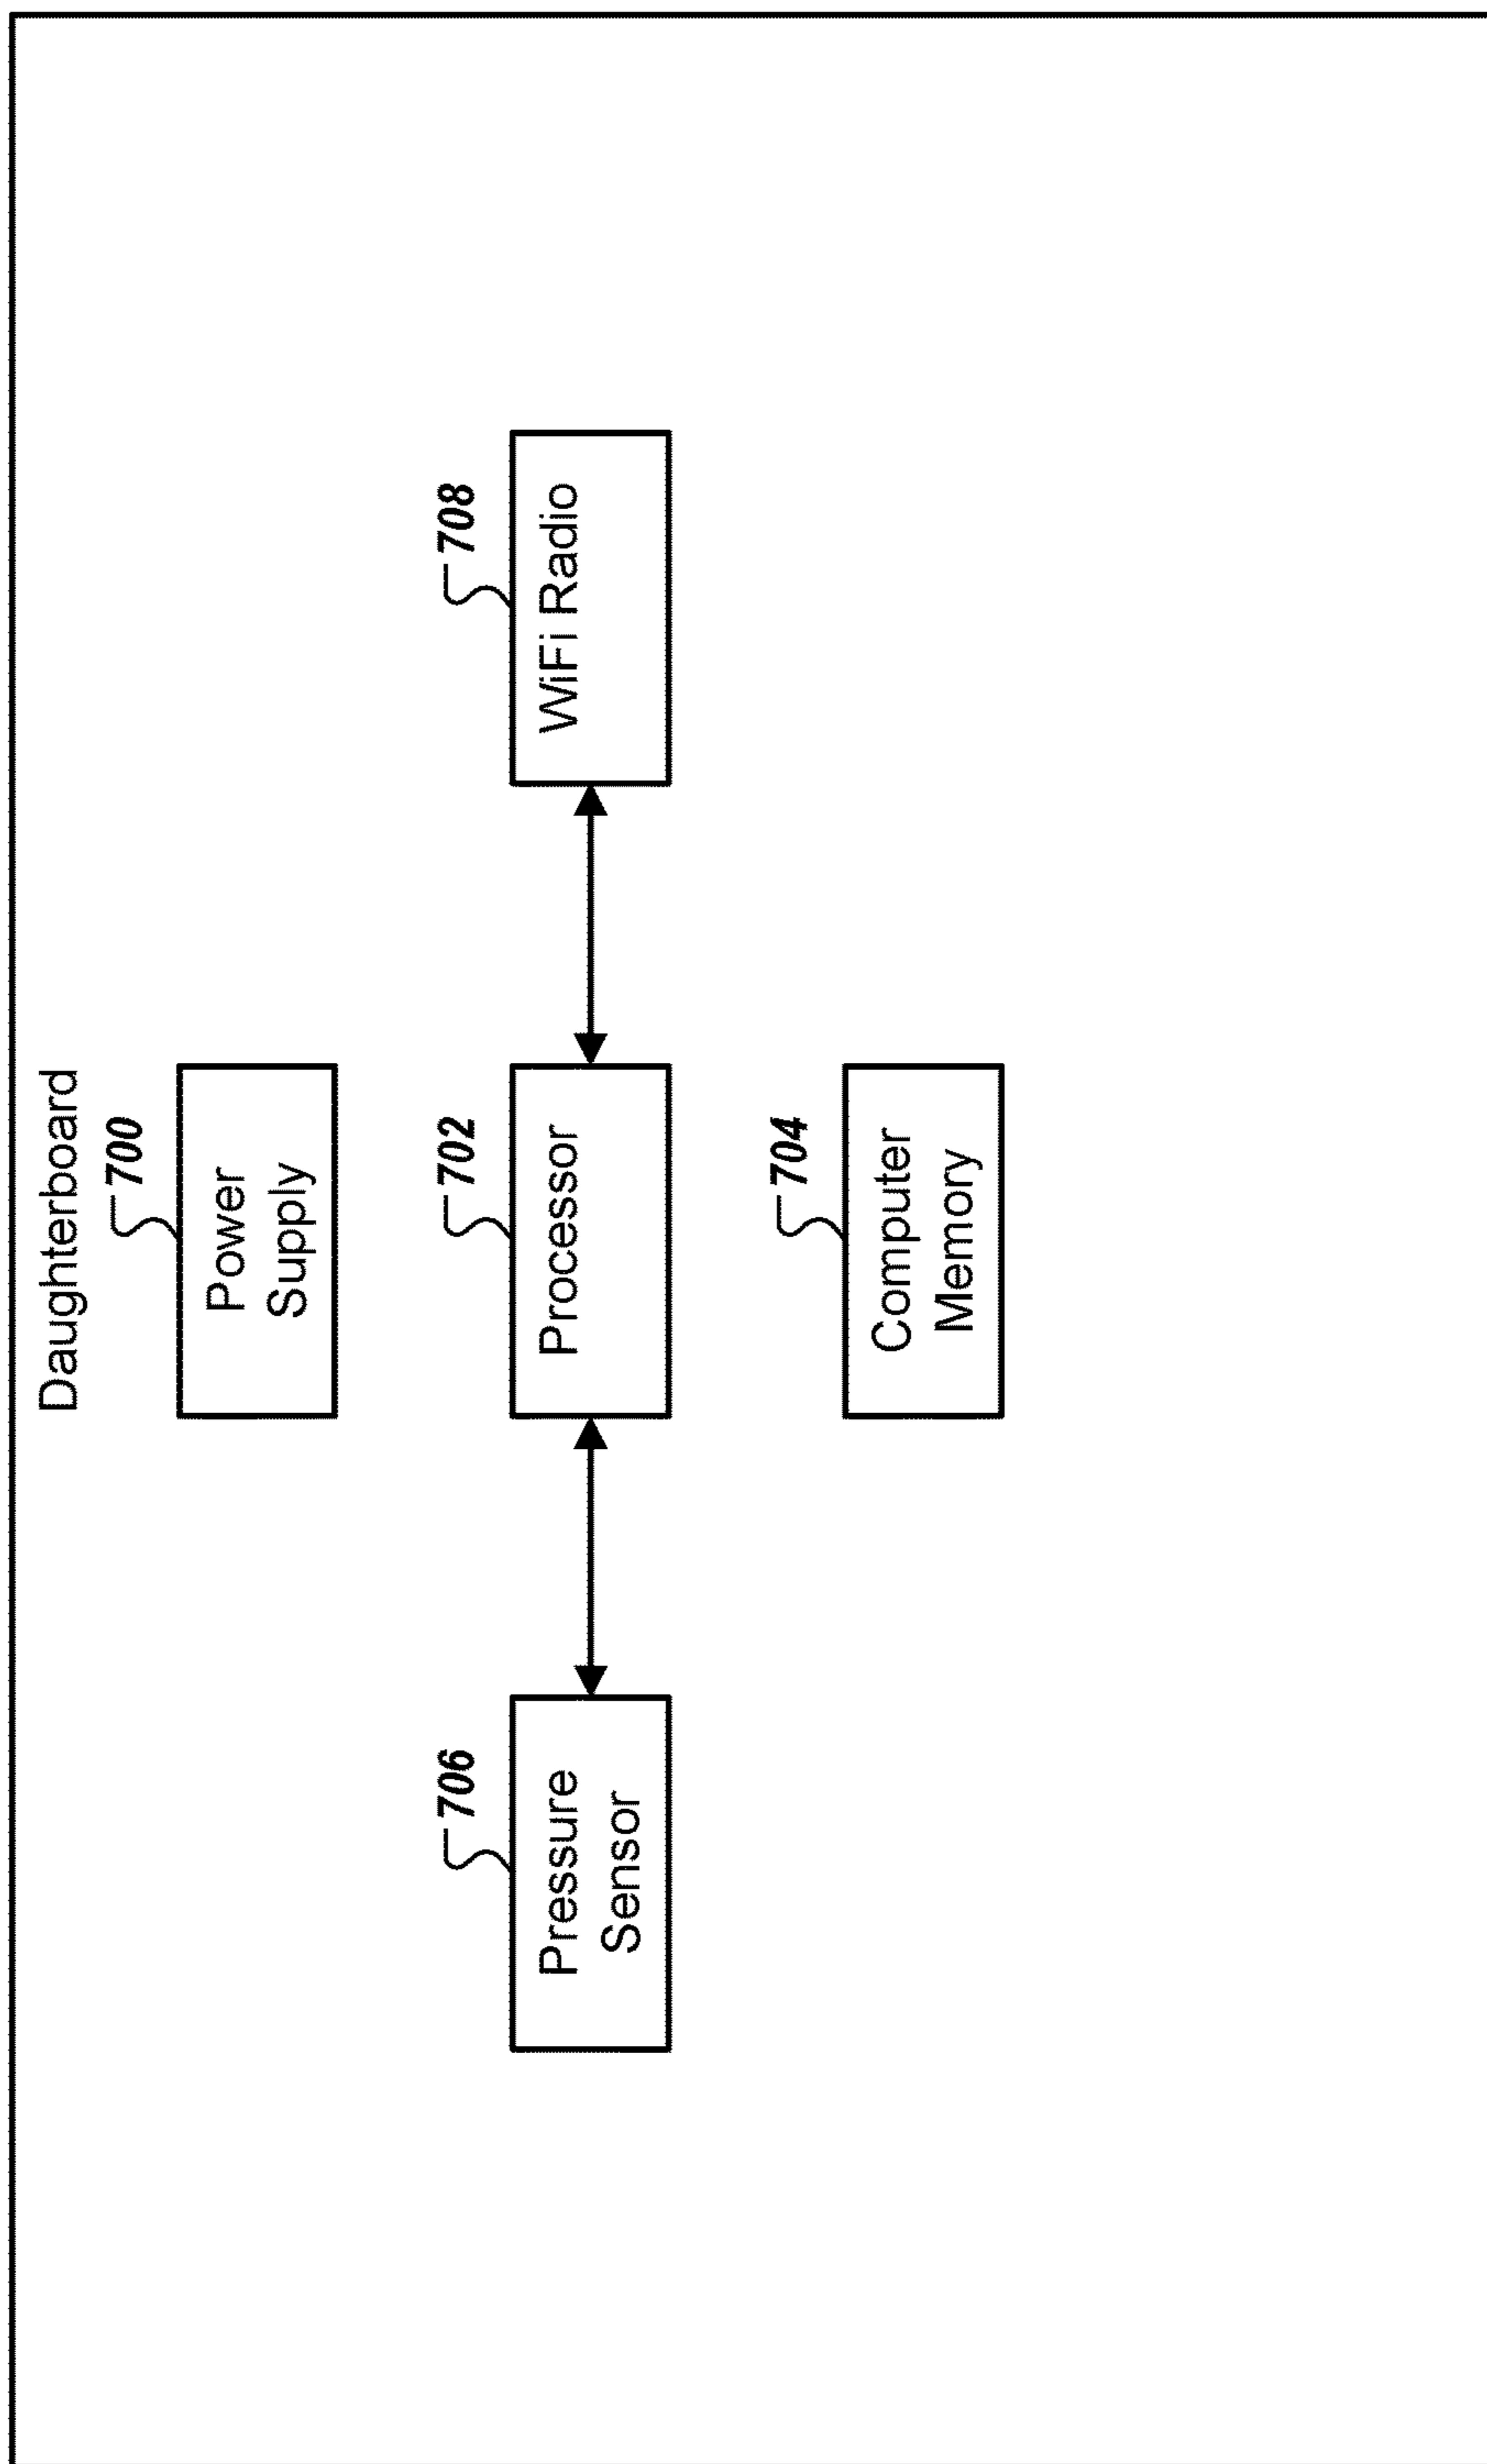 Daughterboard
700
Power
Supply
706
702
708
Pressure
Sensor
Processor
WiFi Radio
704
Computer
Memory